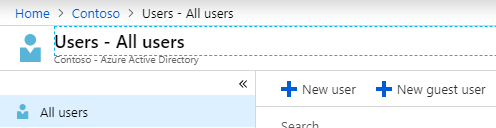 Home > Contoso > Users - All users
Users - All users
Contoso - Azure Active Directory
«
New user
New guest user
All users
Search